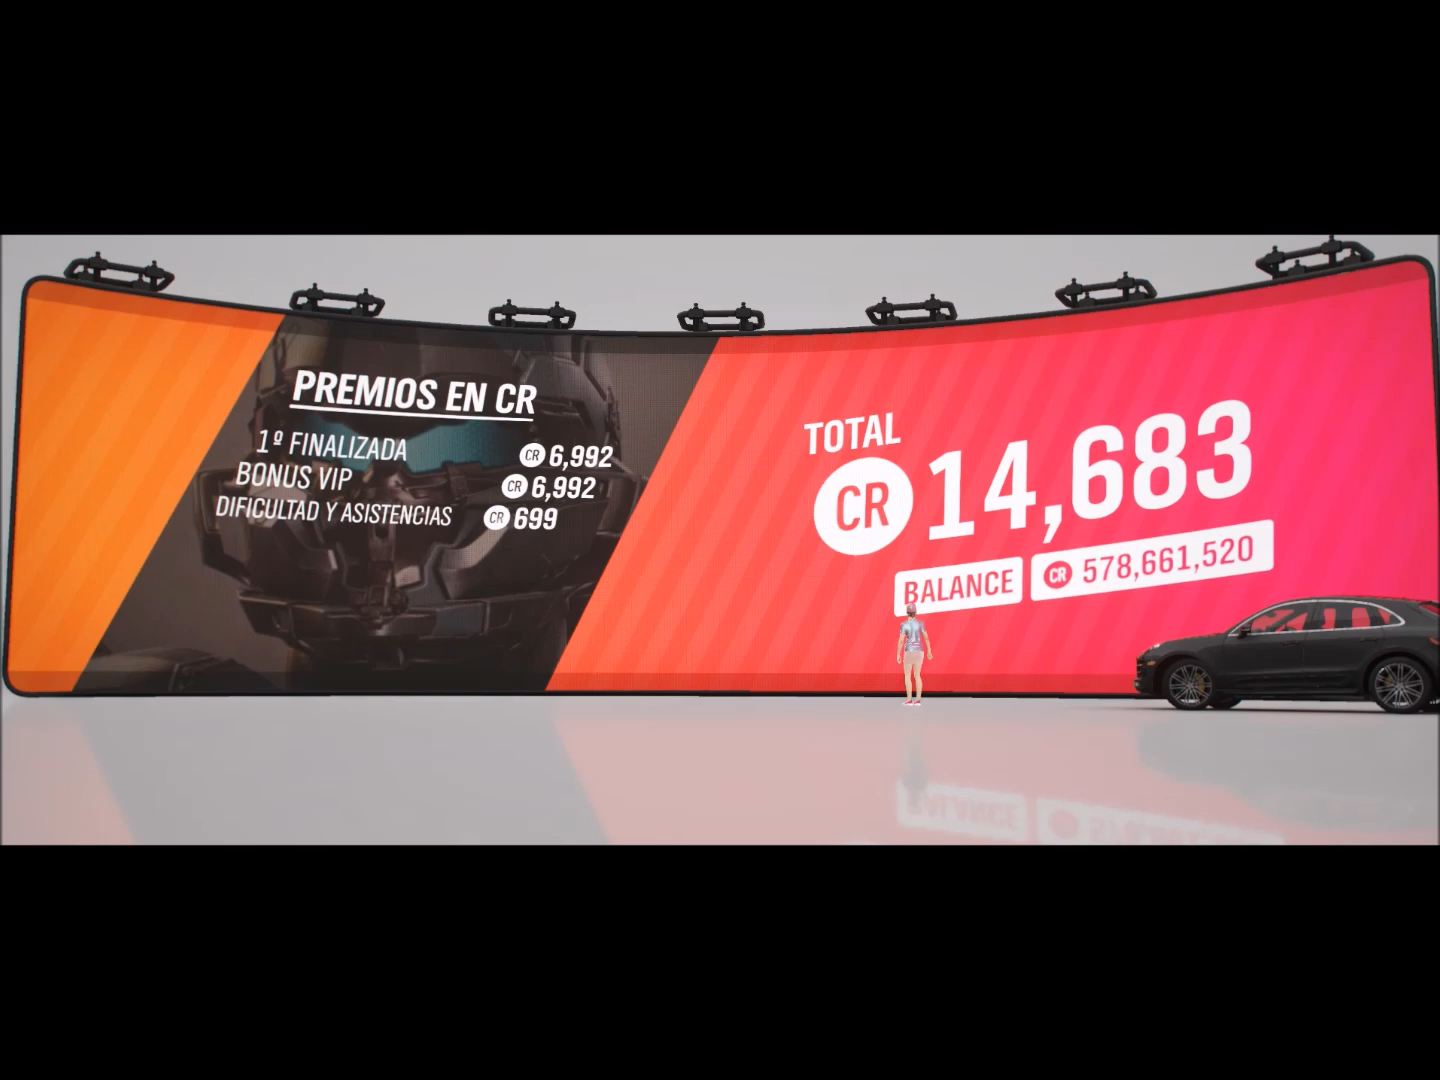 PREMIOS EN CR
1º FINALIZADA CR 6,992
BONUS VIP CR 6,992
DIFICULTAD Y ASISTENCIAS CR 699
TOTAL
CR 14,683
BALANCE CR 578,661,520